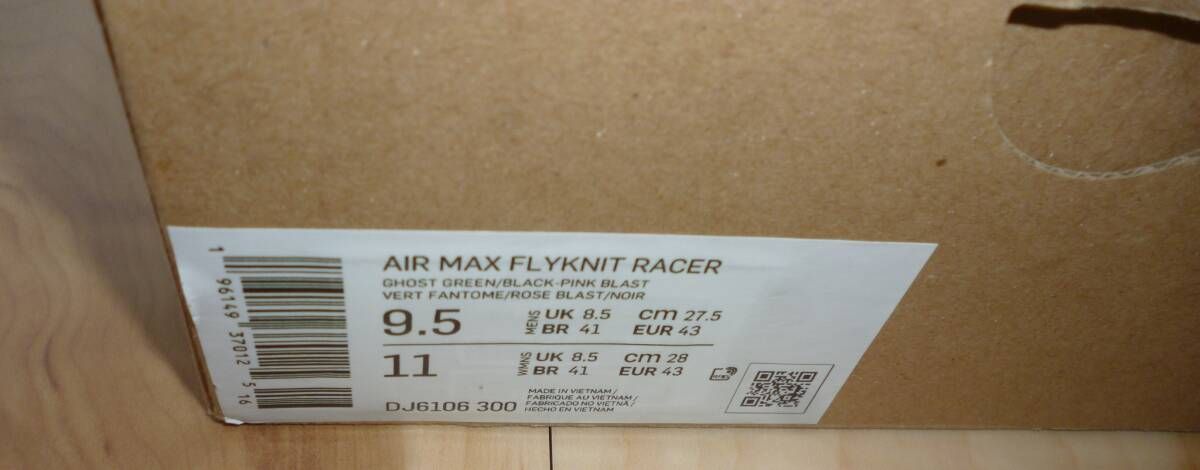 AIR MAX FLYKNIT RACER
GHOST GREEN/BLACK-PINK BLAST
VERT FANTOME/ROSE BLAST/NOIR
9.5 MENS UK 8.5 cm 27.5
BR 41 EUR 43
11 WMNS UK 8.5 cm 28
BR 41 EUR 43
DJ6106 300
MADE IN VIETNAM /
FABRIQUE AU VIETNAM /
FABRICADO NO VIETNÃ /
HECHO EN VIETNAM
1 96149 37012 5 16